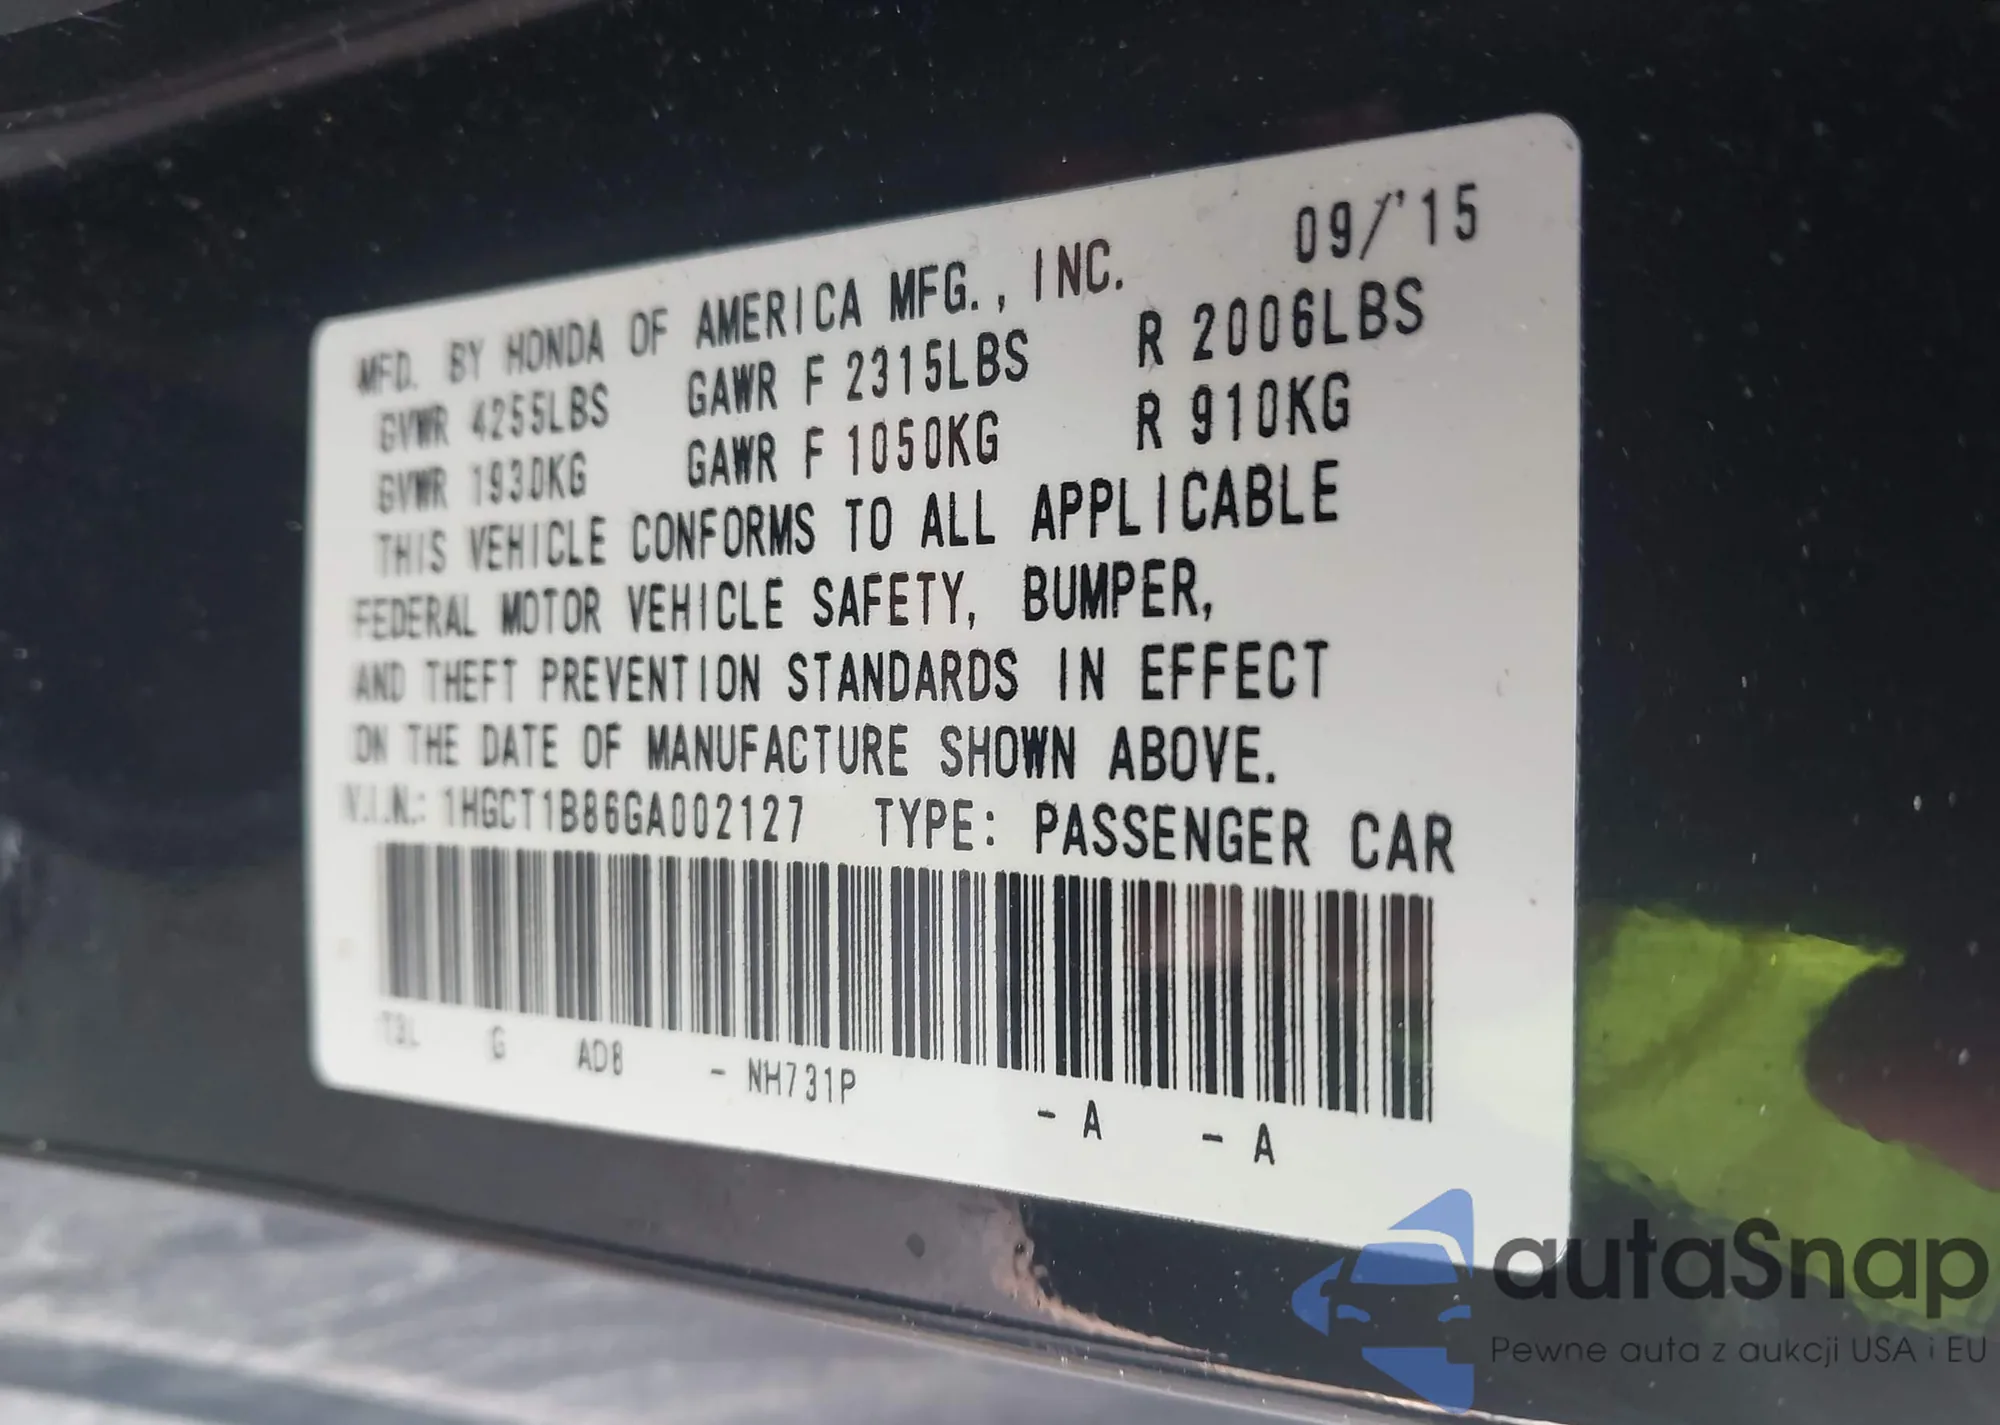 MFD. BY HONDA OF AMERICA MFG., INC. 09/'15
GVWR 4255LBS GAWR F 2315LBS R 2006LBS
GVWR 1930KG GAWR F 1050KG R 910KG
THIS VEHICLE CONFORMS TO ALL APPLICABLE
FEDERAL MOTOR VEHICLE SAFETY, BUMPER,
AND THEFT PREVENTION STANDARDS IN EFFECT
ON THE DATE OF MANUFACTURE SHOWN ABOVE.
V.I.N.: 1HGCT1B86GA002127 TYPE: PASSENGER CAR
T3L G AD8 - NH731P - A - A
autaSnap
Pewne auta z aukcji USA i EU